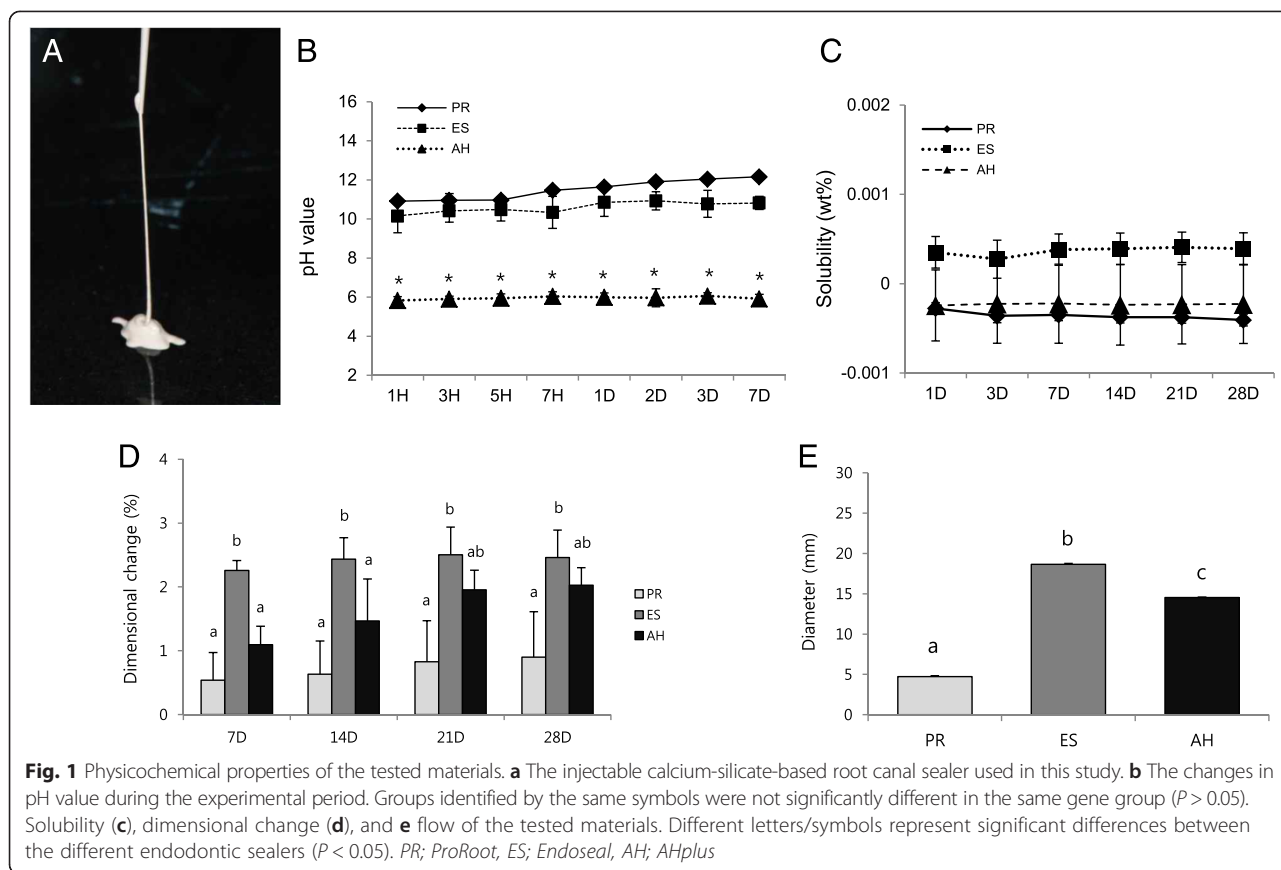 A
B
16
14
12
10
8
6
4
2
pH value
PR
ES
AH
* * * * * * * *
1H 3H 5H 7H 1D 2D 3D 7D
C
0.002
0.001
0
-0.001
Solubility (wt%)
PR
ES
AH
1D 3D 7D 14D 21D 28D
D
4
3
2
1
0
Dimensional change (%)
a b a
a b a
a b ab
a b ab
7D 14D 21D 28D
PR
ES
AH
E
30
25
20
15
10
5
0
Diameter (mm)
a b c
PR ES AH
Fig. 1 Physicochemical properties of the tested materials. a The injectable calcium-silicate-based root canal sealer used in this study. b The changes in
pH value during the experimental period. Groups identified by the same symbols were not significantly different in the same gene group (P > 0.05).
Solubility (c), dimensional change (d), and e flow of the tested materials. Different letters/symbols represent significant differences between
the different endodontic sealers (P < 0.05). PR; ProRoot, ES; Endoseal, AH; AHplus